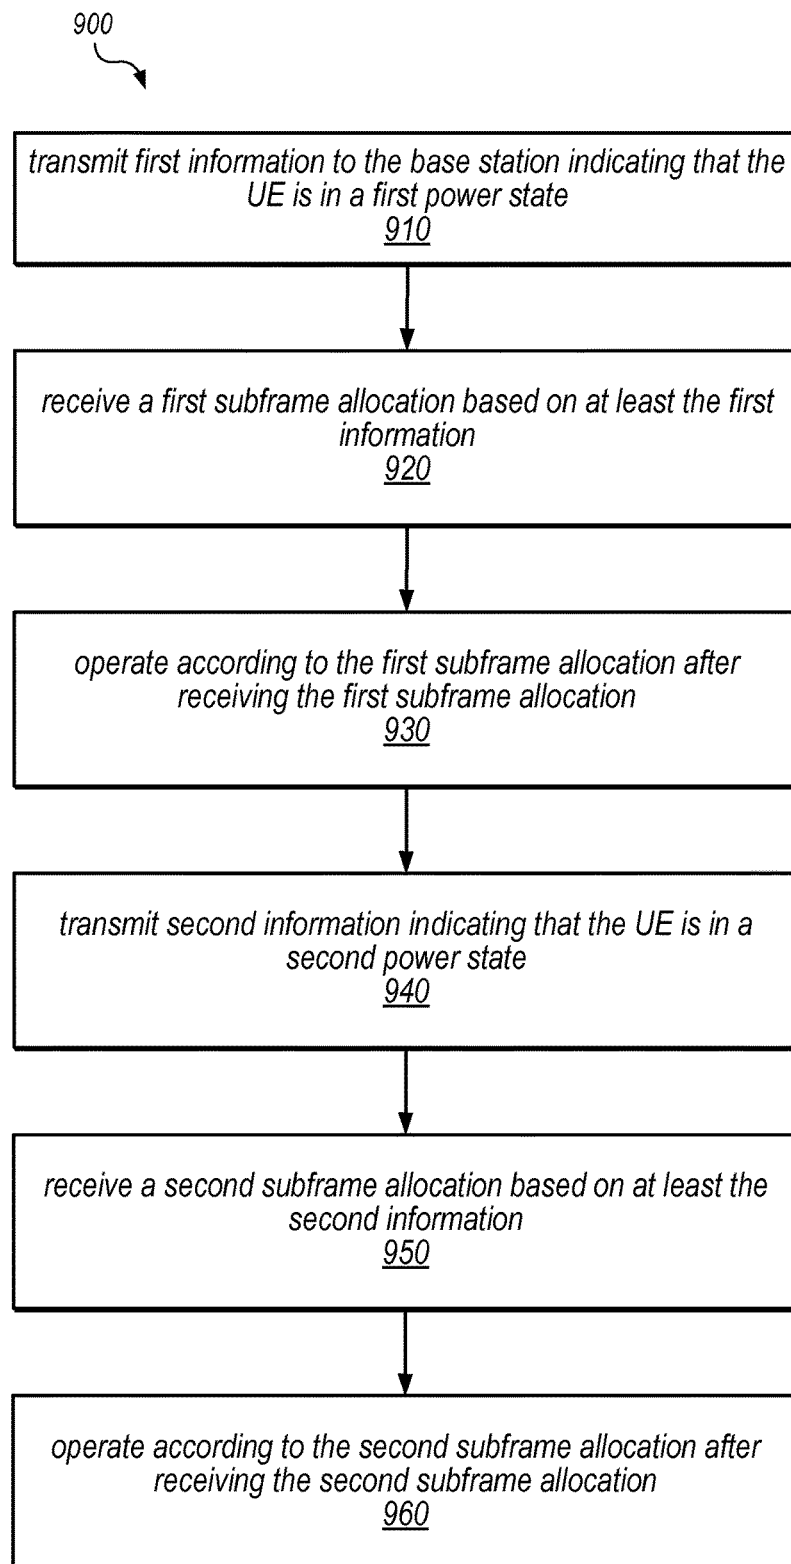 900
transmit first information to the base station indicating that the
UE is in a first power state
910
receive a first subframe allocation based on at least the first
information
920
operate according to the first subframe allocation after
receiving the first subframe allocation
930
transmit second information indicating that the UE is in a
second power state
940
receive a second subframe allocation based on at least the
second information
950
operate according to the second subframe allocation after
receiving the second subframe allocation
960